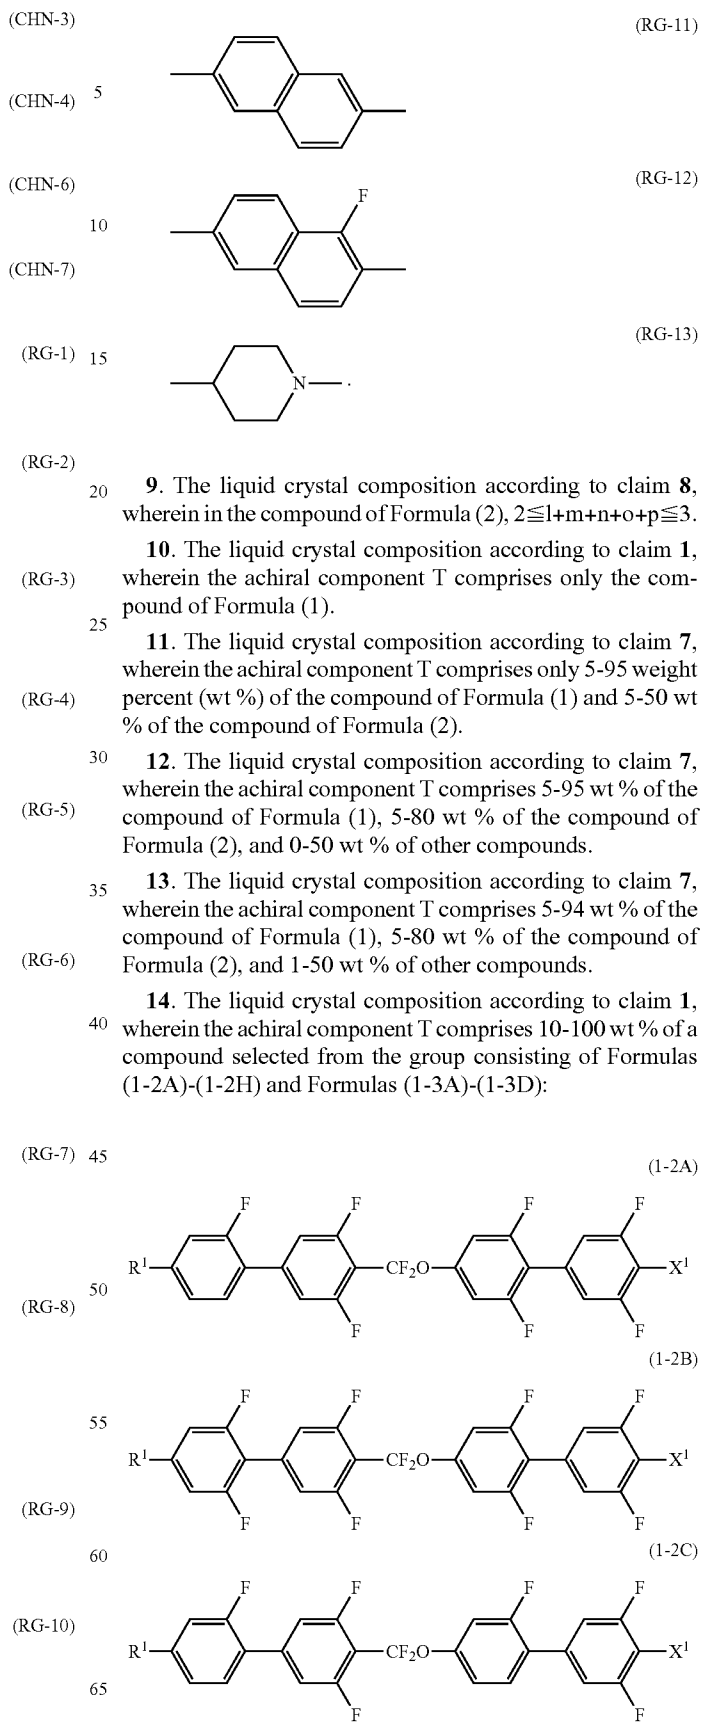 (CHN-3)
(CHN-4)
(CHN-6)
(CHN-7)
(RG-1)
(RG-2)
(RG-3)
(RG-4)
(RG-5)
(RG-6)
(RG-7)
(RG-8)
(RG-9)
(RG-10)
5
10
15
20
25
30
35
40
45
50
55
60
65
(RG-11)
(RG-12)
F
(RG-13)
N
.
9. The liquid crystal composition according to claim 8,
wherein in the compound of Formula (2), 2≦l+m+n+o+p≦3.
10. The liquid crystal composition according to claim 1,
wherein the achiral component T comprises only the com-
pound of Formula (1).
11. The liquid crystal composition according to claim 7,
wherein the achiral component T comprises only 5-95 weight
percent (wt %) of the compound of Formula (1) and 5-50 wt
% of the compound of Formula (2).
12. The liquid crystal composition according to claim 7,
wherein the achiral component T comprises 5-95 wt % of the
compound of Formula (1), 5-80 wt % of the compound of
Formula (2), and 0-50 wt % of other compounds.
13. The liquid crystal composition according to claim 7,
wherein the achiral component T comprises 5-94 wt % of the
compound of Formula (1), 5-80 wt % of the compound of
Formula (2), and 1-50 wt % of other compounds.
14. The liquid crystal composition according to claim 1,
wherein the achiral component T comprises 10-100 wt % of a
compound selected from the group consisting of Formulas
(1-2A)-(1-2H) and Formulas (1-3A)-(1-3D):
(1-2A)
F F F F
R¹ CF₂O X¹
F F F
(1-2B)
F F F F
R¹ CF₂O X¹
F F F F
(1-2C)
F F F F
R¹ CF₂O X¹
F F